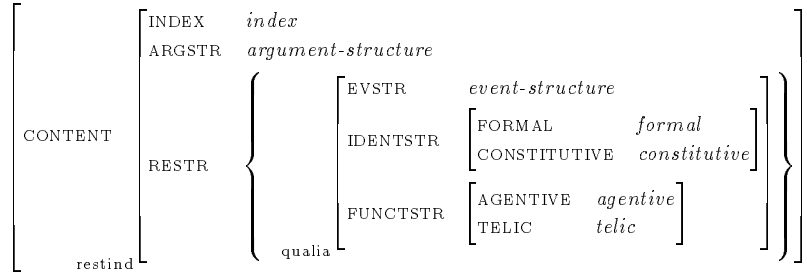 INDEX index
ARGSTR argument-structure
EVSTR event-structure
FORMAL formal
CONTENT IDENTSTR
CONSTITUTIVE constitutive
RESTR
AGENTIVE agentive
FUNCTSTR
TELIC telic
qualia
restind